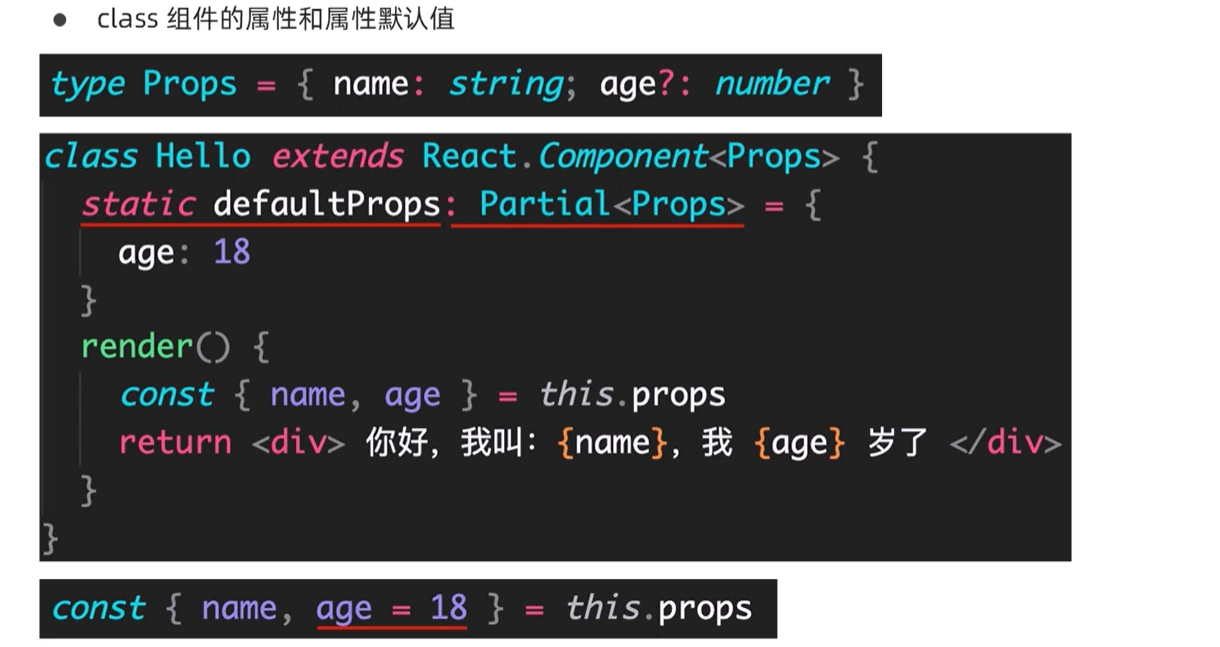 ● class 组件的属性和属性默认值
type Props = { name: string; age?: number }
class Hello extends React.Component<Props> {
static defaultProps: Partial<Props> = {
age: 18
}
render() {
const { name, age } = this.props
return <div> 你好，我叫：{name}，我 {age} 岁了 </div>
}
}
const { name, age = 18 } = this.props